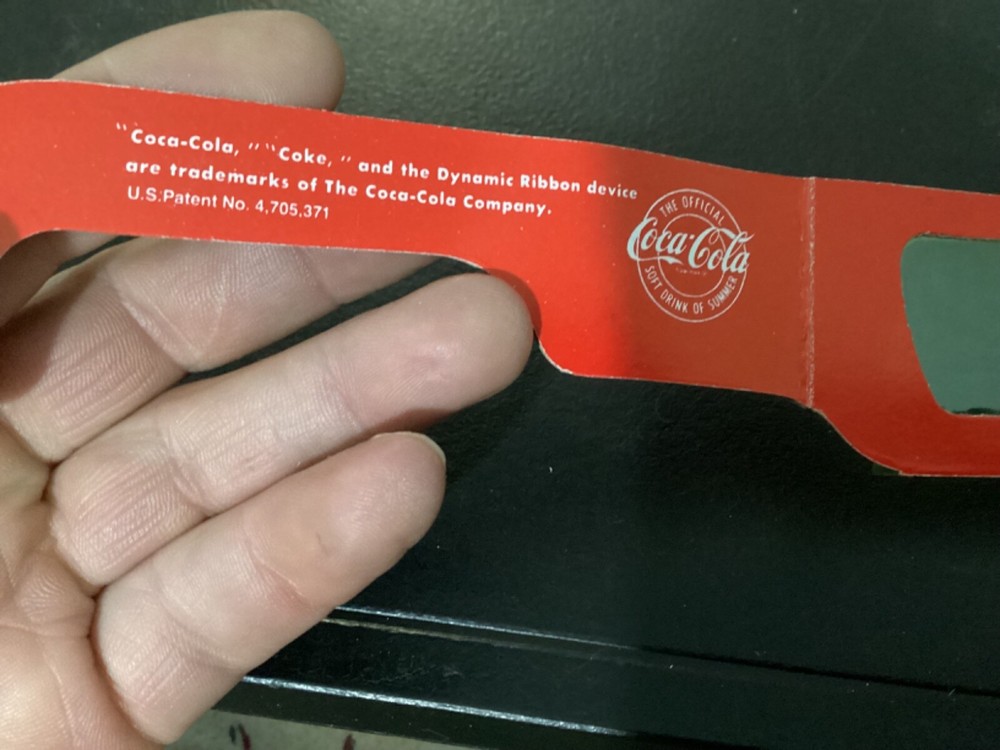 "Coca-Cola," "Coke," and the Dynamic Ribbon device
are trademarks of The Coca-Cola Company.
U.S. Patent No. 4,705,371
THE OFFICIAL
Coca-Cola
SOFT DRINK OF SUMMER